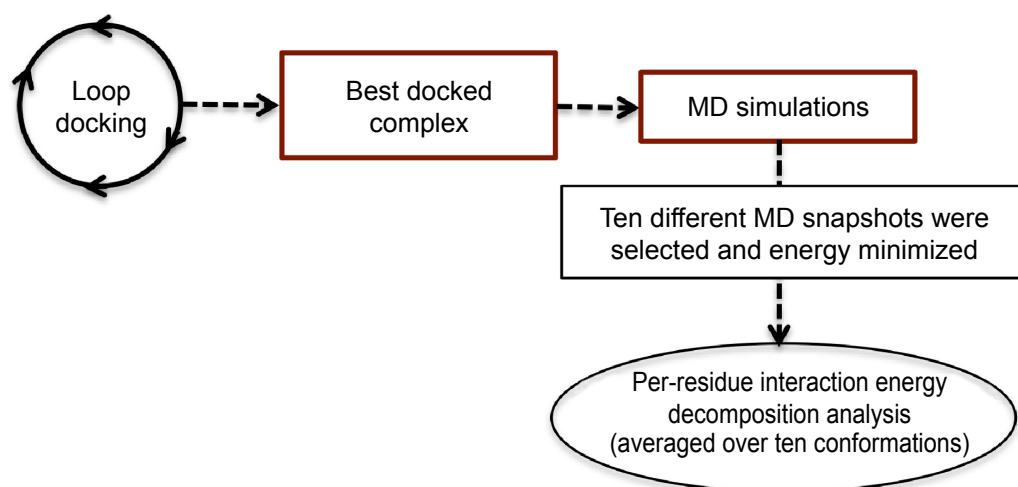 Loop
docking
Best docked
complex
MD simulations
Ten different MD snapshots were
selected and energy minimized
Per-residue interaction energy
decomposition analysis
(averaged over ten conformations)